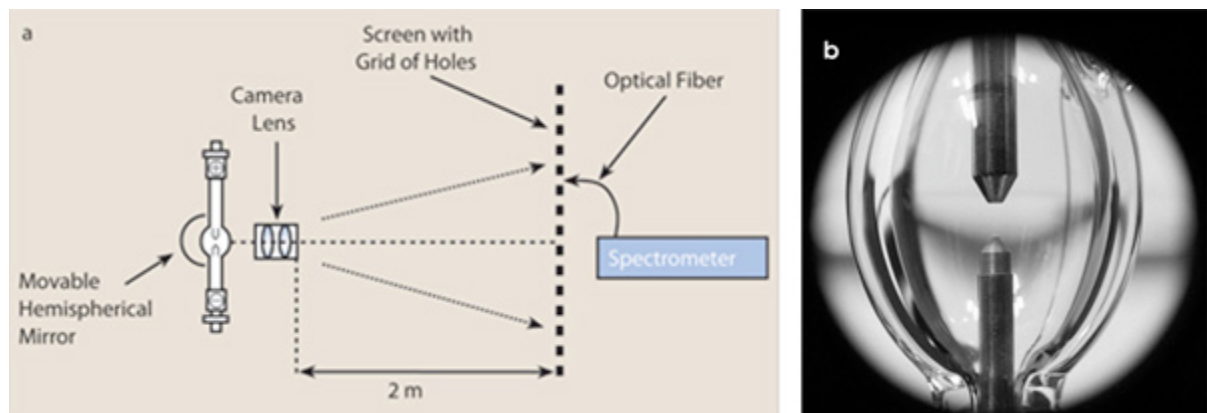 a
Screen with
Grid of Holes
Optical Fiber
Camera
Lens
Spectrometer
Movable
Hemispherical
Mirror
2 m
b